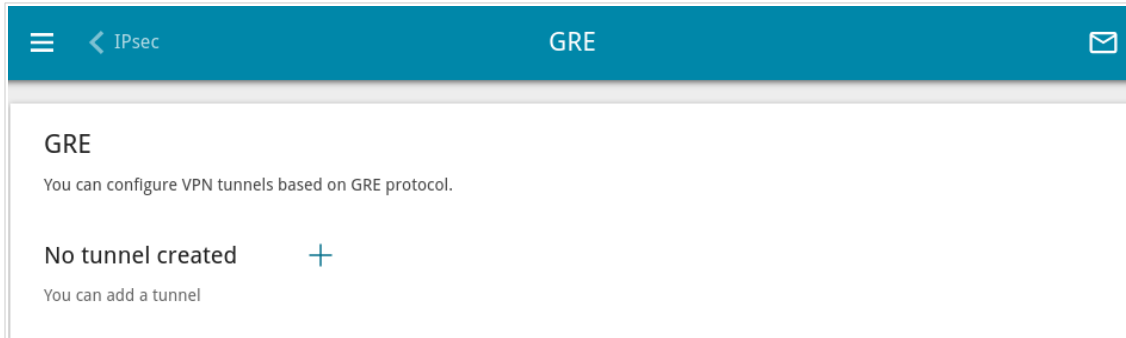 IPsec
GRE
GRE
You can configure VPN tunnels based on GRE protocol.
No tunnel created
You can add a tunnel